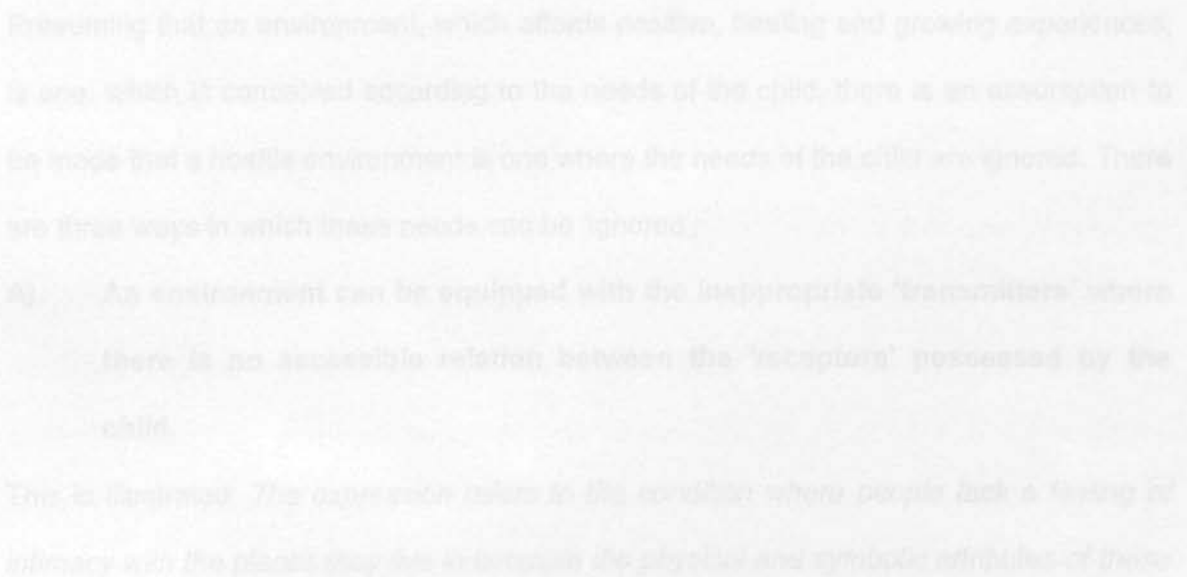 Presuming that an environment, which affords positive, healing and growing experiences,
is one, which is conceived according to the needs of the child, there is an assumption to
be made that a hostile environment is one where the needs of the child are ignored. There
are three ways in which these needs can be 'ignored';
A) An environment can be equipped with the inappropriate 'transmitters' where
there is no accessible relation between the 'receptors' possessed by the
child.
This is The expression refers to the condition where people lack a feeling of
intimacy with the places they live in the physical and symbolic attributes of these